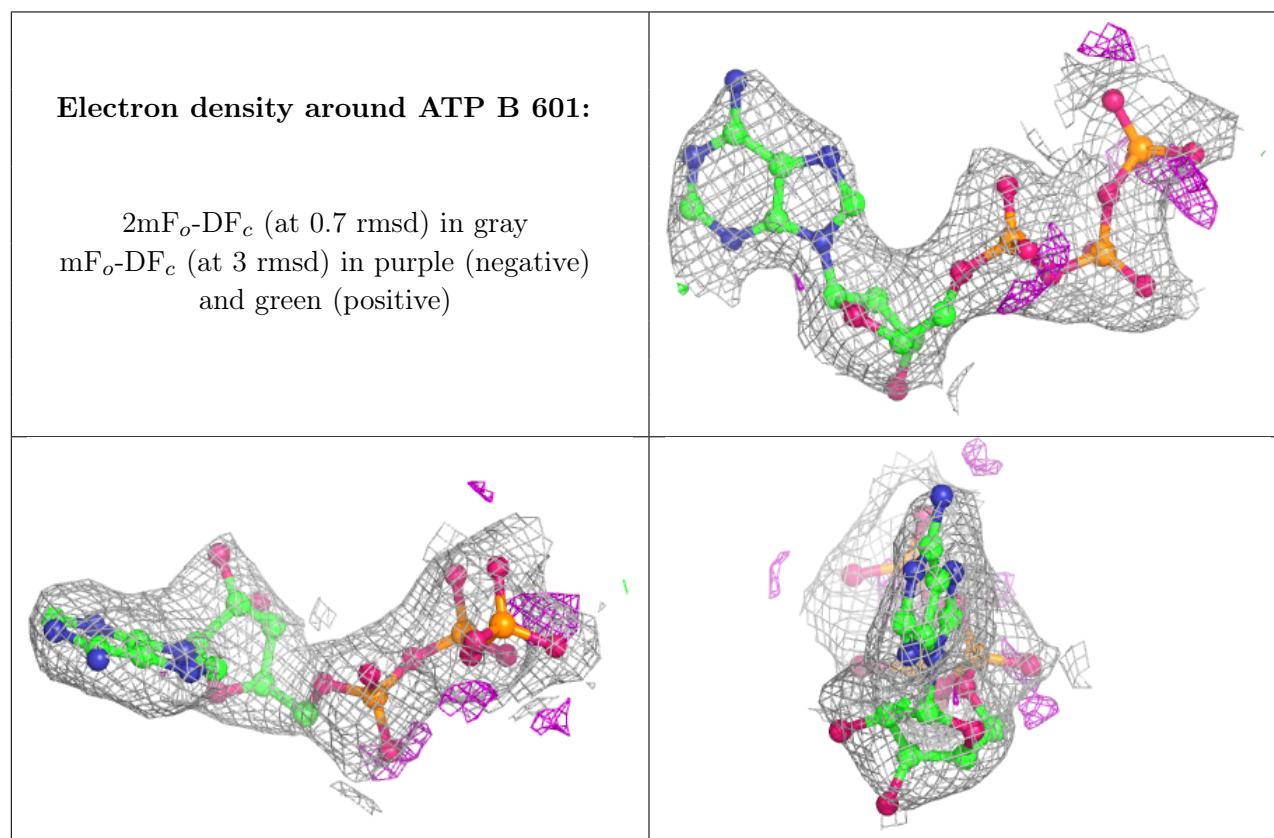 Electron density around ATP B 601:
2mFₒ-DF𝒸 (at 0.7 rmsd) in gray
mFₒ-DF𝒸 (at 3 rmsd) in purple (negative)
and green (positive)